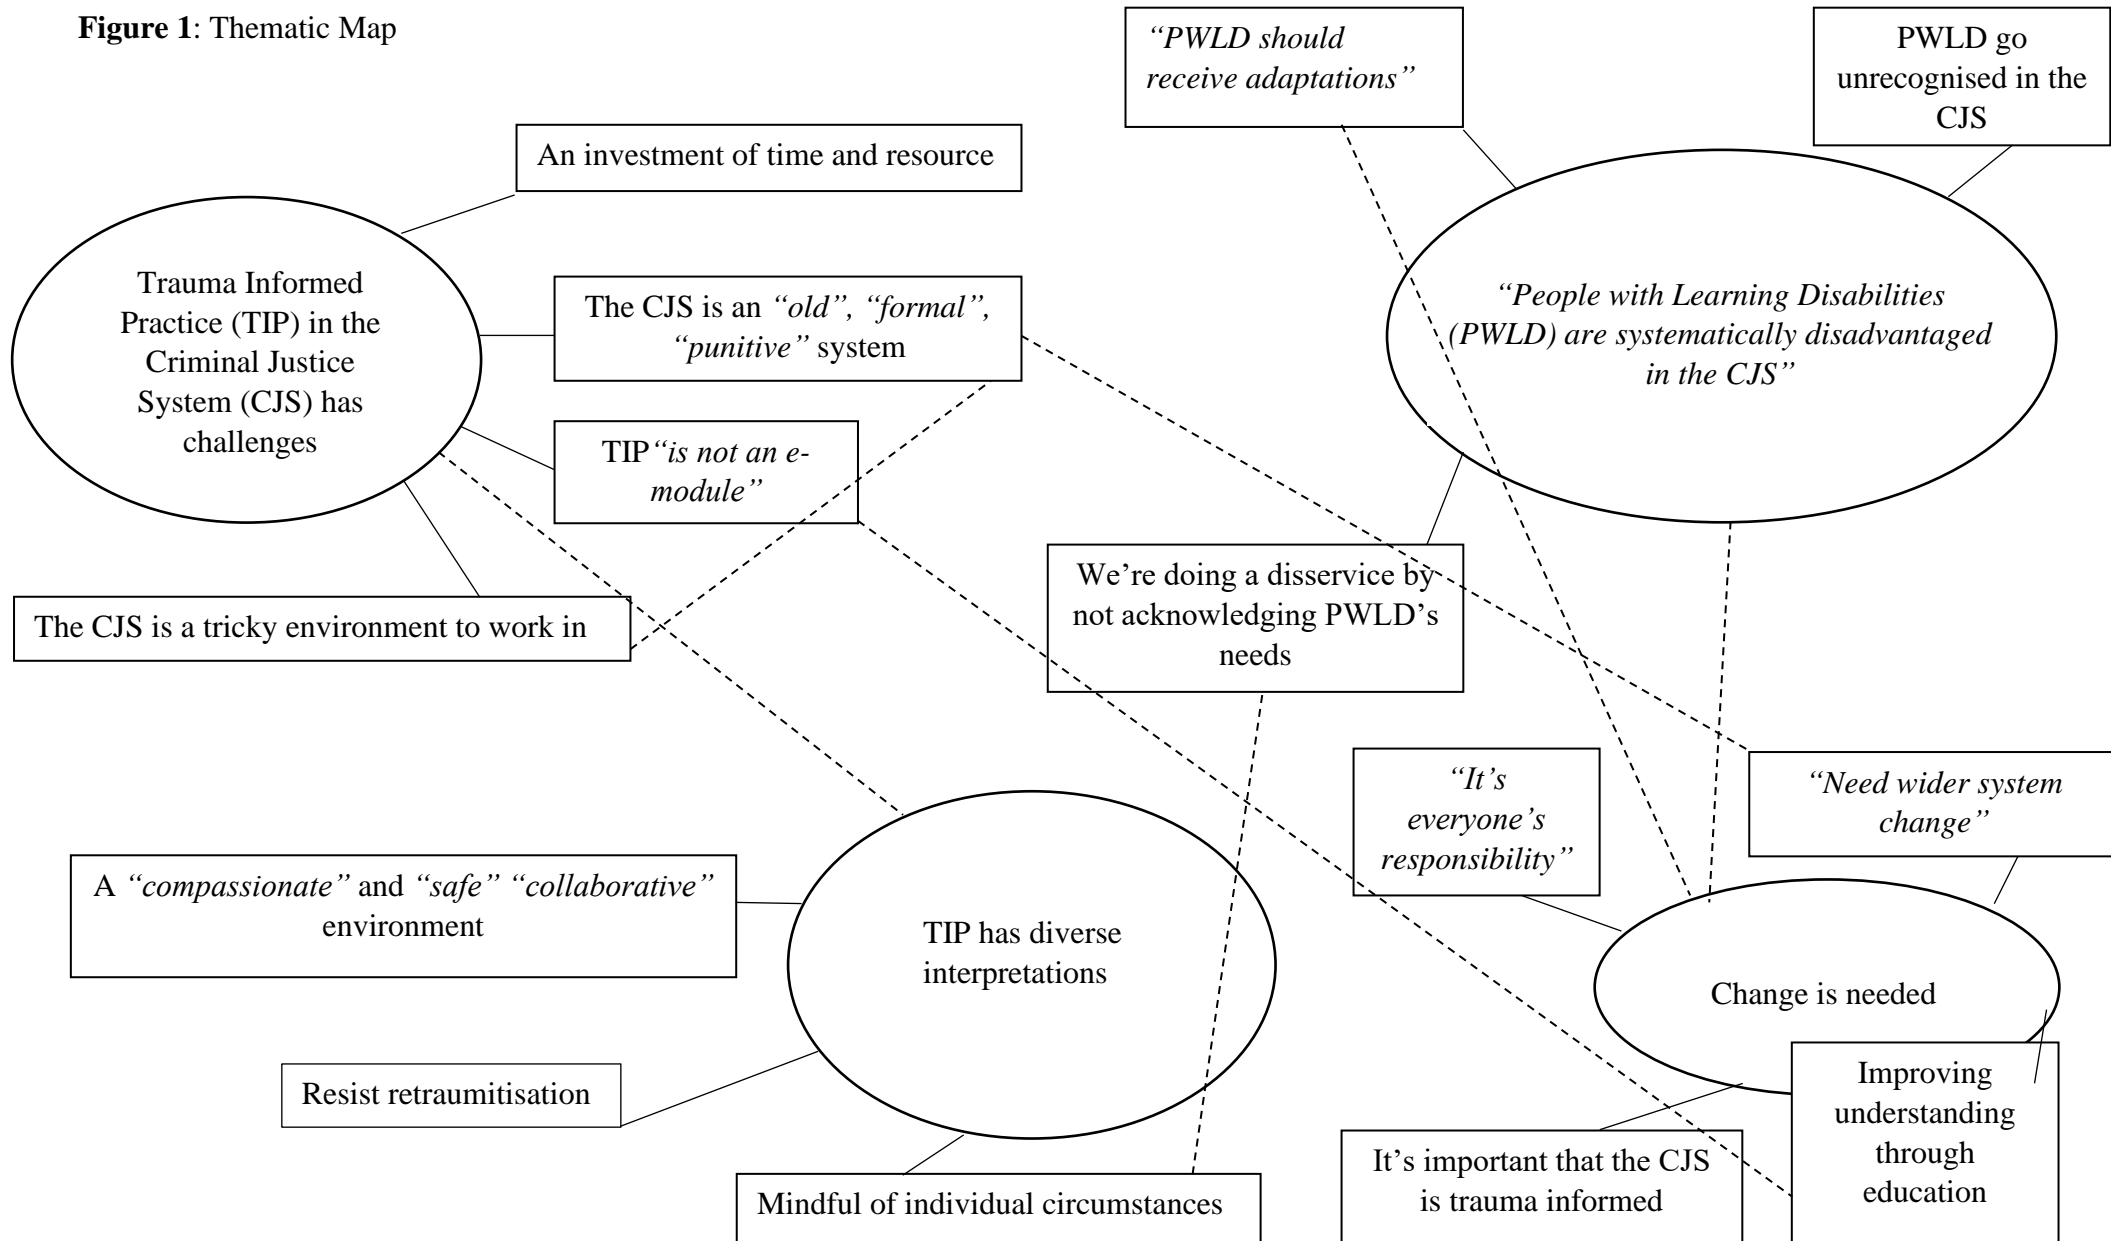 Figure 1: Thematic Map
“PWLD should
receive adaptations”
PWLD go
unrecognised in the
CJS
An investment of time and resource
Trauma Informed
Practice (TIP) in the
Criminal Justice
System (CJS) has
challenges
The CJS is an “old”, “formal”,
“punitive” system
“People with Learning Disabilities
(PWLD) are systematically disadvantaged
in the CJS”
TIP“is not an e-
module”
The CJS is a tricky environment to work in
We’re doing a disservice by
not acknowledging PWLD’s
needs
“It’s
everyone’s
responsibility”
“Need wider system
change”
A “compassionate” and “safe” “collaborative”
environment
TIP has diverse
interpretations
Change is needed
Resist retraumitisation
Mindful of individual circumstances
It’s important that the CJS
is trauma informed
Improving
understanding
through
education